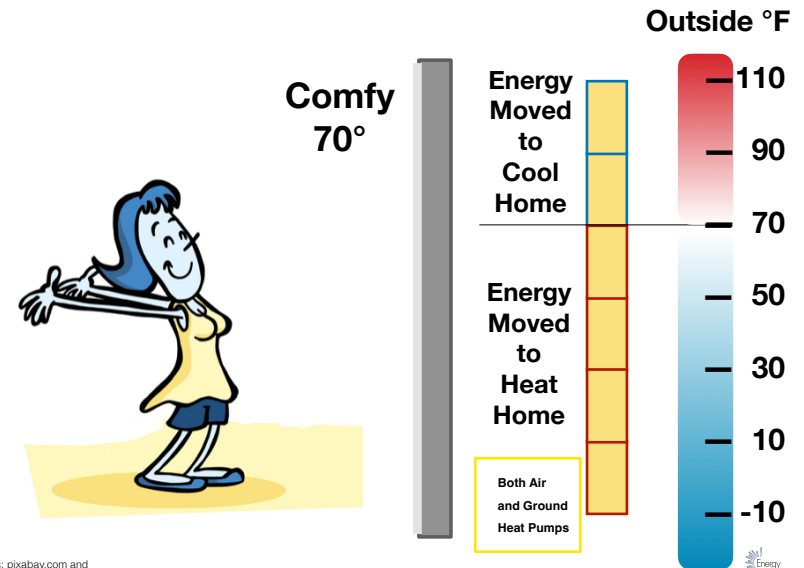 Outside °F
Comfy
70°
Energy
Moved
to
Cool
Home
Energy
Moved
to
Heat
Home
Both Air
and Ground
Heat Pumps
110
90
70
50
30
10
-10
s: pixabay.com and
Energy